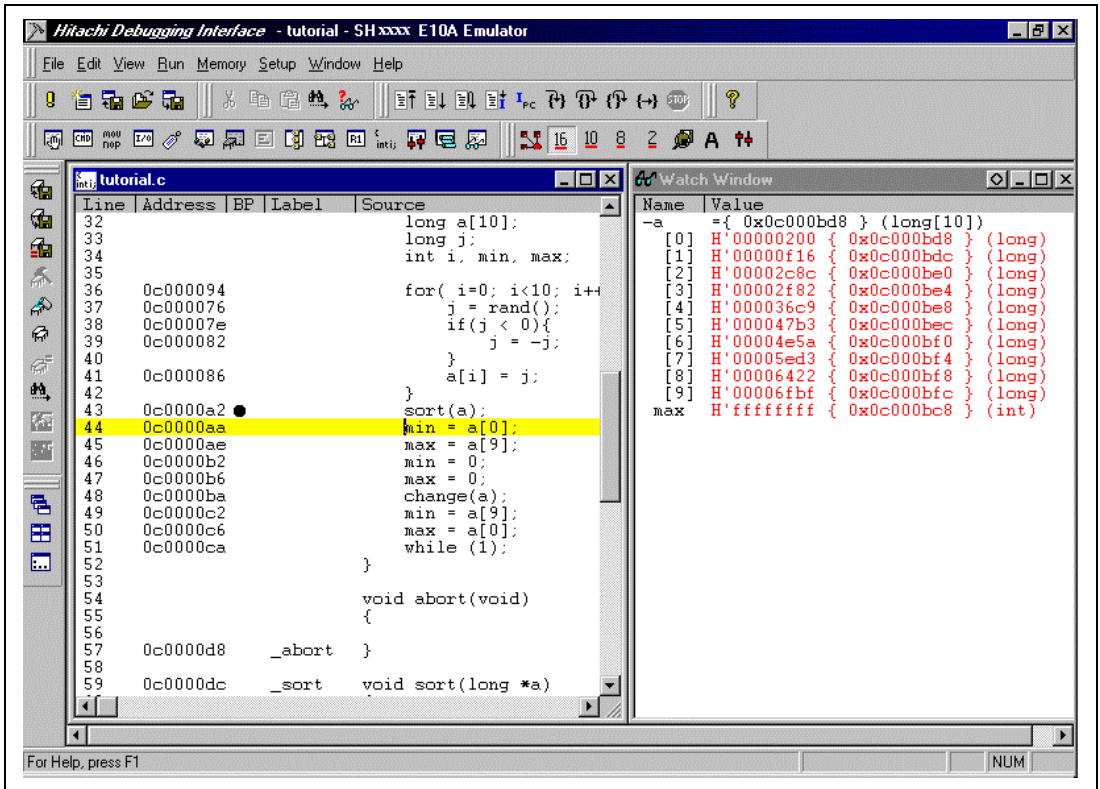 Hitachi Debugging Interface - tutorial - SH xxxx E10A Emulator
File Edit View Run Memory Setup Window Help
16 10 8 2 A
tutorial.c
Line Address BP Label Source
32 long a[10];
33 long j;
34 int i, min, max;
35
36 0c000094 for( i=0; i<10; i++
37 0c000076 j = rand();
38 0c00007e if(j < 0){
39 0c000082 j = -j;
40 }
41 0c000086 a[i] = j;
42 }
43 0c0000a2 ● sort(a);
44 0c0000aa min = a[0];
45 0c0000ae max = a[9];
46 0c0000b2 min = 0;
47 0c0000b6 max = 0;
48 0c0000ba change(a);
49 0c0000c2 min = a[9];
50 0c0000c6 max = a[0];
51 0c0000ca while (1);
52 }
53
54 void abort(void)
55 {
56
57 0c0000d8 _abort }
58
59 0c0000dc _sort void sort(long *a)
Watch Window
Name Value
-a ={ 0x0c000bd8 } (long[10])
[0] H'00000200 { 0x0c000bd8 } (long)
[1] H'00000f16 { 0x0c000bdc } (long)
[2] H'00002c8c { 0x0c000be0 } (long)
[3] H'00002f82 { 0x0c000be4 } (long)
[4] H'000036c9 { 0x0c000be8 } (long)
[5] H'000047b3 { 0x0c000bec } (long)
[6] H'00004e5a { 0x0c000bf0 } (long)
[7] H'00005ed3 { 0x0c000bf4 } (long)
[8] H'00006422 { 0x0c000bf8 } (long)
[9] H'00006fbf { 0x0c000bfc } (long)
max H'ffffffff { 0x0c000bc8 } (int)
For Help, press F1
NUM